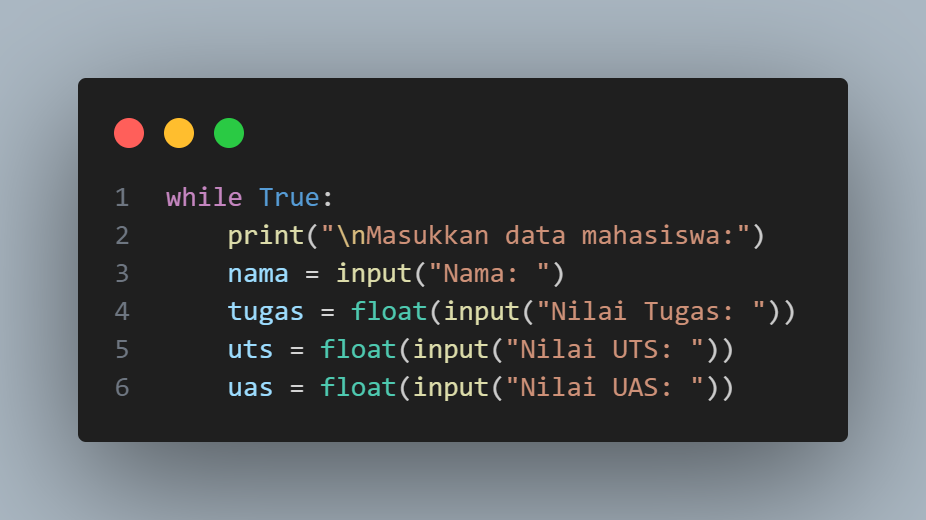 1 while True:
2     print("\nMasukkan data mahasiswa:")
3     nama = input("Nama: ")
4     tugas = float(input("Nilai Tugas: "))
5     uts = float(input("Nilai UTS: "))
6     uas = float(input("Nilai UAS: "))